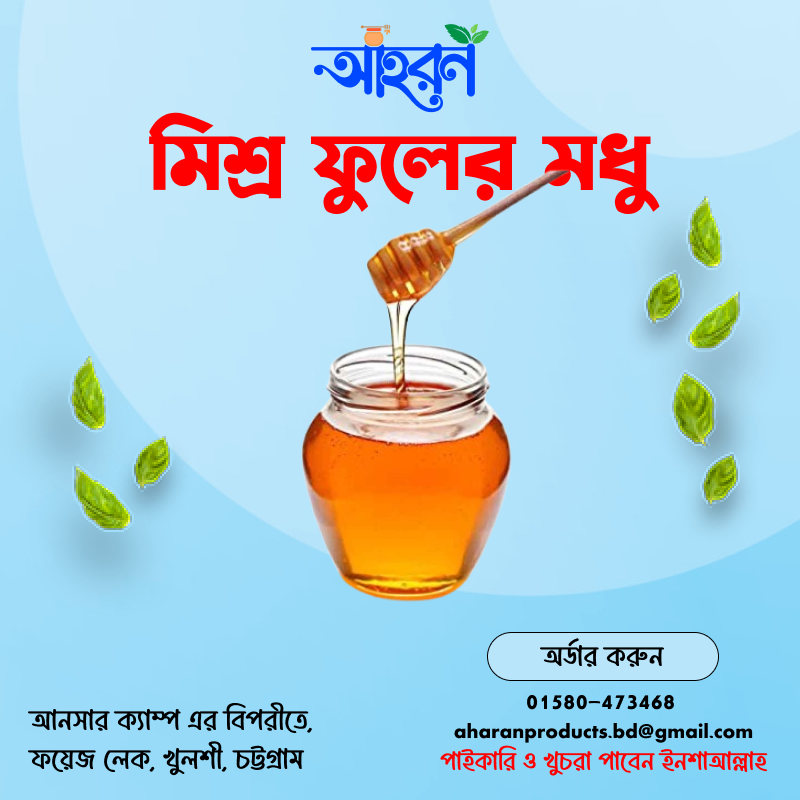 আহরন
মিশ্র ফুলের মধু
অর্ডার করুন
01580-473468
aharanproducts.bd@gmail.com
পাইকারি ও খুচরা পাবেন ইনশাআল্লাহ
আনসার ক্যাম্প এর বিপরীতে,
ফয়েজ লেক, খুলশী, চট্টগ্রাম